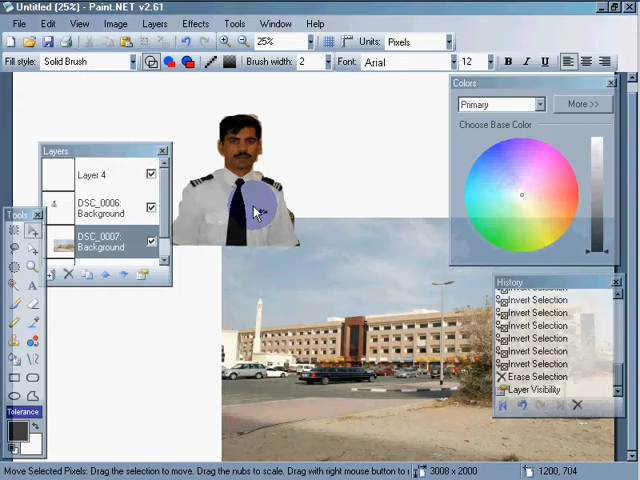 Untitled (25%) - Paint.NET v2.61
File Edit View Image Layers Effects Tools Window Help
25% Units: Pixels
Fill style: Solid Brush Brush width: 2 Font: Arial 12 B I U
Colors
Primary More >>
Choose Base Color
Layers
Layer 4
DSC_0006:
Background
DSC_0007:
Background
Tools
A
Tolerance
History
Invert Selection
Invert Selection
Invert Selection
Invert Selection
Invert Selection
Invert Selection
Erase Selection
Layer Visibility
Move Selected Pixels: Drag the selection to move. Drag the nubs to scale. Drag with right mouse button to 3008 x 2000 1200, 704